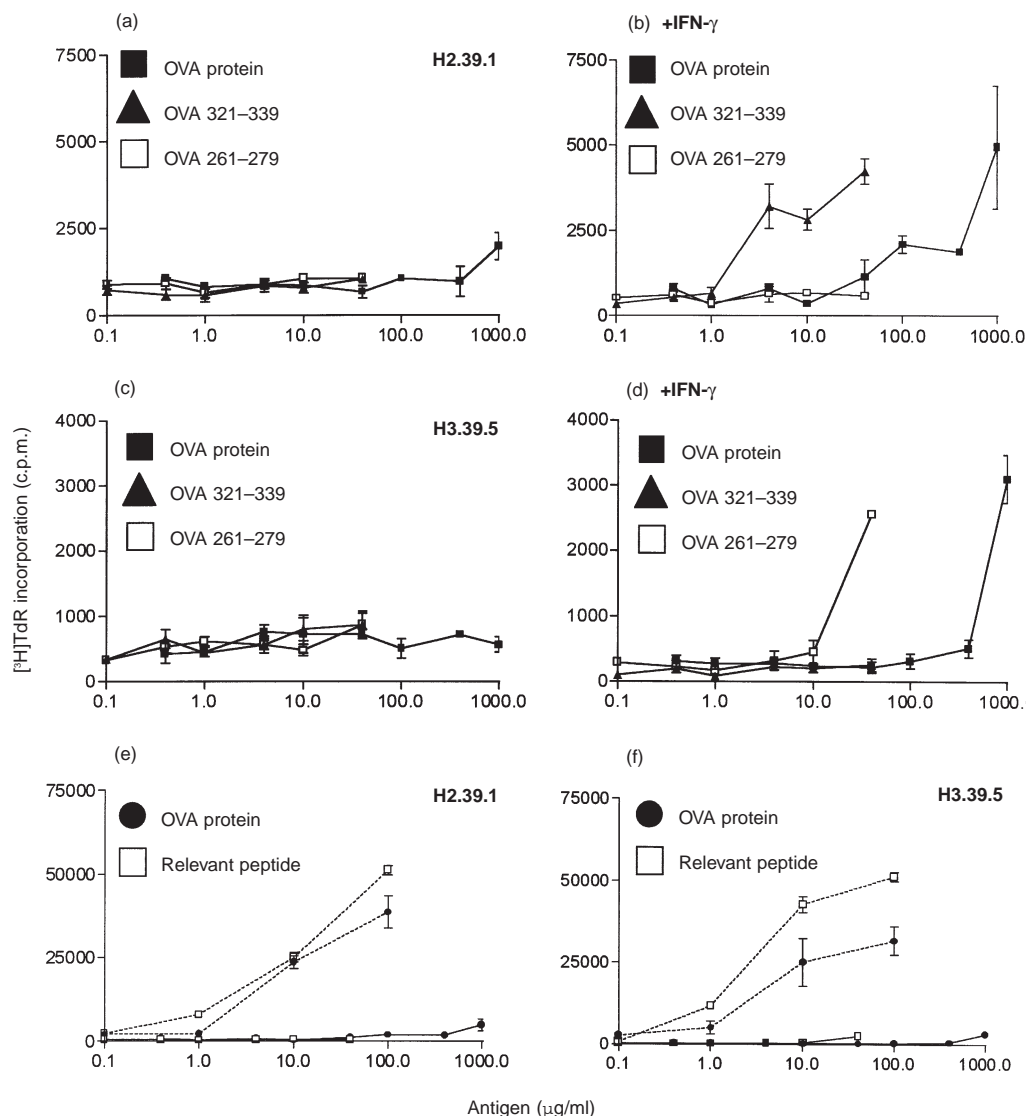 (a)
H2.39.1
7500
5000
2500
0
OVA protein
OVA 321–339
OVA 261–279
0.1 1.0 10.0 100.0 1000.0
(b) +IFN-γ
7500
5000
2500
0
OVA protein
OVA 321–339
OVA 261–279
0.1 1.0 10.0 100.0 1000.0
[³H]TdR incorporation (c.p.m.)
(c)
H3.39.5
4000
3000
2000
1000
0
OVA protein
OVA 321–339
OVA 261–279
0.1 1.0 10.0 100.0 1000.0
(d) +IFN-γ
4000
3000
2000
1000
0
OVA protein
OVA 321–339
OVA 261–279
0.1 1.0 10.0 100.0 1000.
(e)
H2.39.1
75000
50000
25000
0
OVA protein
Relevant peptide
0.1 1.0 10.0 100.0 1000.0
(f)
H3.39.5
75000
50000
25000
0
OVA protein
Relevant peptide
0.1 1.0 10.0 100.0 1000.0
Antigen (µg/ml)